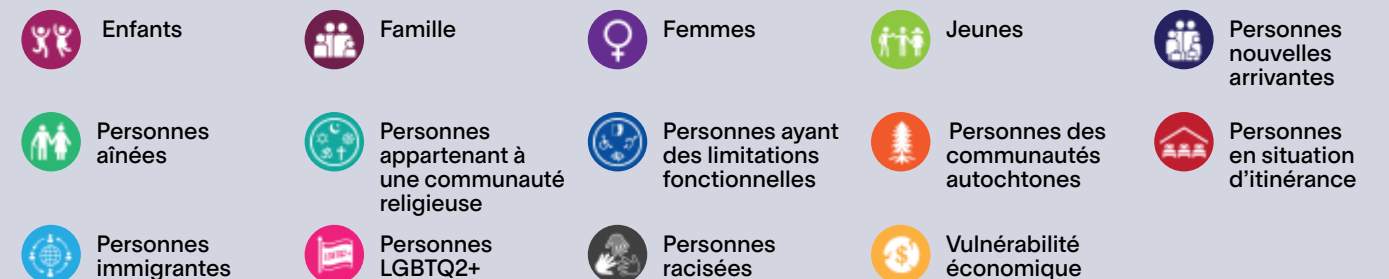 Enfants
Famille
Femmes
Jeunes
Personnes
nouvelles
arrivantes
Personnes
aînées
Personnes
appartenant à
une communauté
religieuse
Personnes ayant
des limitations
fonctionnelles
Personnes des
communautés
autochtones
Personnes
en situation
d’itinérance
Personnes
immigrantes
Personnes
LGBTQ2+
Personnes
racisées
$
Vulnérabilité
économique